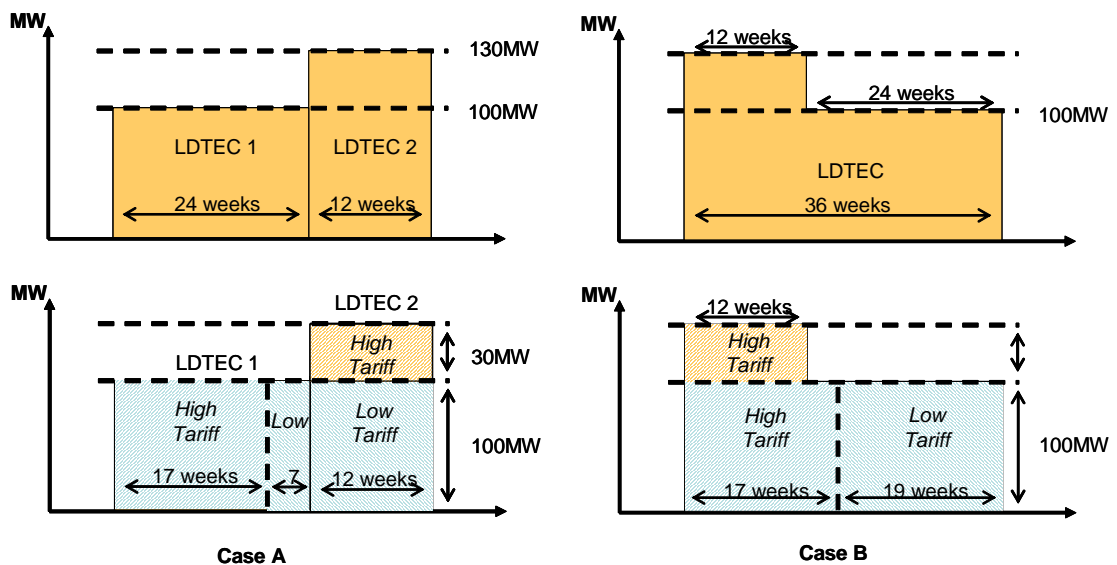 MW
130MW
100MW
LDTEC 1
LDTEC 2
24 weeks
12 weeks
MW
12 weeks
24 weeks
100MW
LDTEC
36 weeks
MW
LDTEC 2
High
Tariff
30MW
LDTEC 1
High
Tariff
Low
Low
Tariff
100MW
17 weeks
7
12 weeks
Case A
MW
12 weeks
High
Tariff
High
Tariff
Low
Tariff
100MW
17 weeks
19 weeks
Case B